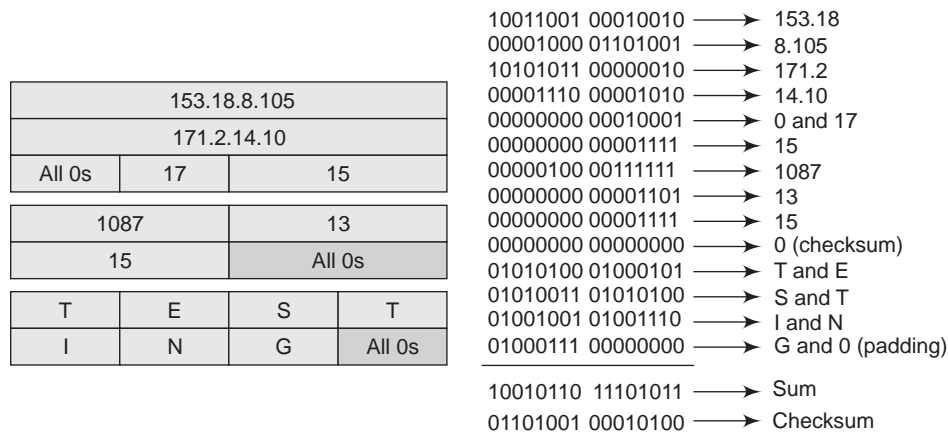 153.18.8.105
171.2.14.10
All 0s 17 15
1087 13
15 All 0s
T E S T
I N G All 0s
10011001 00010010 153.18
00001000 01101001 8.105
10101011 00000010 171.2
00001110 00001010 14.10
00000000 00010001 0 and 17
00000000 00001111 15
00000100 00111111 1087
00000000 00001101 13
00000000 00001111 15
00000000 00000000 0 (checksum)
01010100 01000101 T and E
01010011 01010100 S and T
01001001 01001110 I and N
01000111 00000000 G and 0 (padding)
10010110 11101011 Sum
01101001 00010100 Checksum